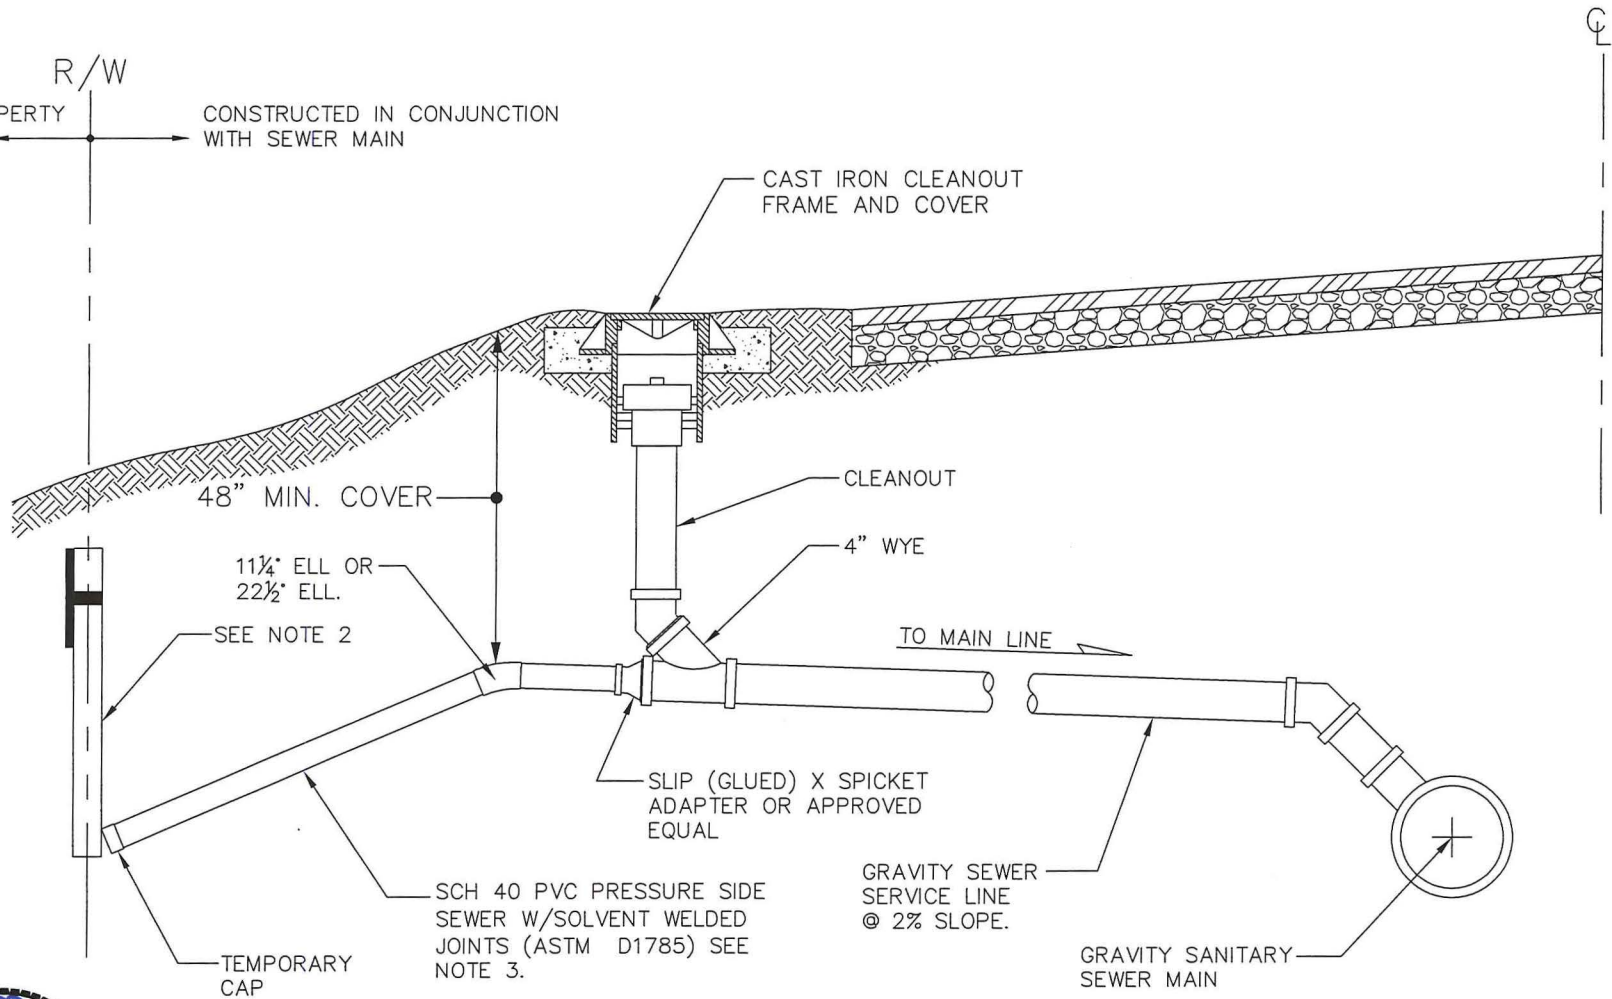 ℄
R/W
PERTY
CONSTRUCTED IN CONJUNCTION
WITH SEWER MAIN
CAST IRON CLEANOUT
FRAME AND COVER
48" MIN. COVER
CLEANOUT
4" WYE
11¼° ELL OR
22½° ELL.
SEE NOTE 2
TO MAIN LINE
SLIP (GLUED) X SPICKET
ADAPTER OR APPROVED
EQUAL
GRAVITY SEWER
SERVICE LINE
@ 2% SLOPE.
SCH 40 PVC PRESSURE SIDE
SEWER W/SOLVENT WELDED
JOINTS (ASTM D1785) SEE
NOTE 3.
TEMPORARY
CAP
GRAVITY SANITARY
SEWER MAIN